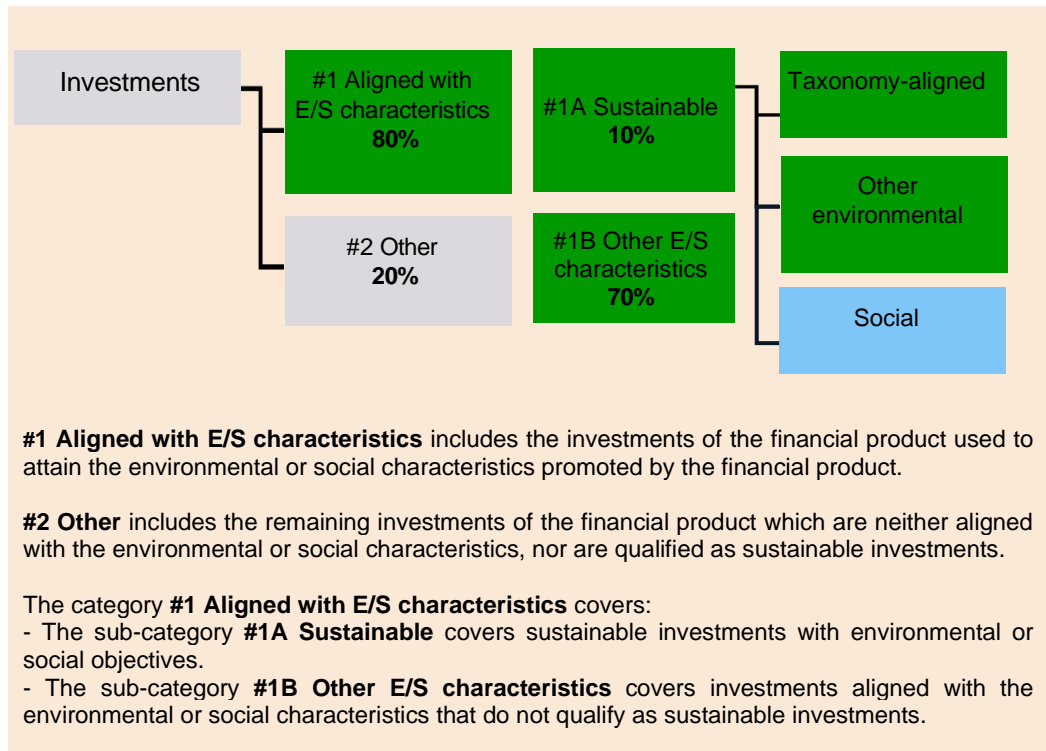 Investments
#1 Aligned with
E/S characteristics
80%
#2 Other
20%
#1A Sustainable
10%
#1B Other E/S
characteristics
70%
Taxonomy-aligned
Other
environmental
Social
#1 Aligned with E/S characteristics includes the investments of the financial product used to
attain the environmental or social characteristics promoted by the financial product.
#2 Other includes the remaining investments of the financial product which are neither aligned
with the environmental or social characteristics, nor are qualified as sustainable investments.
The category #1 Aligned with E/S characteristics covers:
- The sub-category #1A Sustainable covers sustainable investments with environmental or
social objectives.
- The sub-category #1B Other E/S characteristics covers investments aligned with the
environmental or social characteristics that do not qualify as sustainable investments.